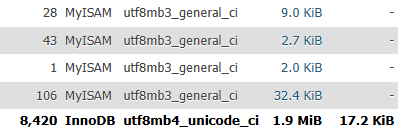 28 MyISAM utf8mb3_general_ci 9.0 KiB -
43 MyISAM utf8mb3_general_ci 2.7 KiB -
1 MyISAM utf8mb3_general_ci 2.0 KiB -
106 MyISAM utf8mb3_general_ci 32.4 KiB -
8,420 InnoDB utf8mb4_unicode_ci 1.9 MiB 17.2 KiB